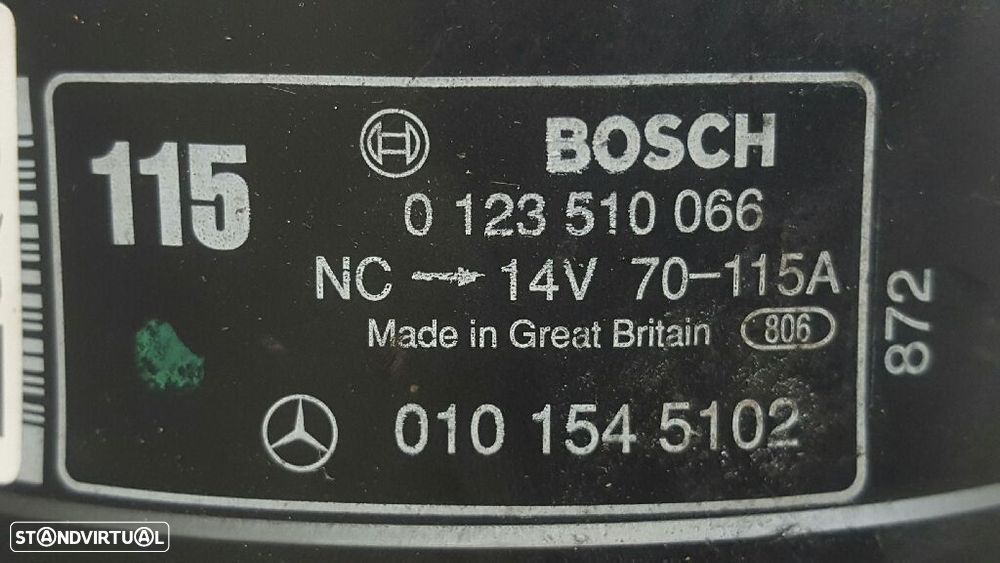 115
BOSCH
0 123 510 066
NC → 14V 70-115A
Made in Great Britain 806
872
010 154 5102
STANDVIRTUAL